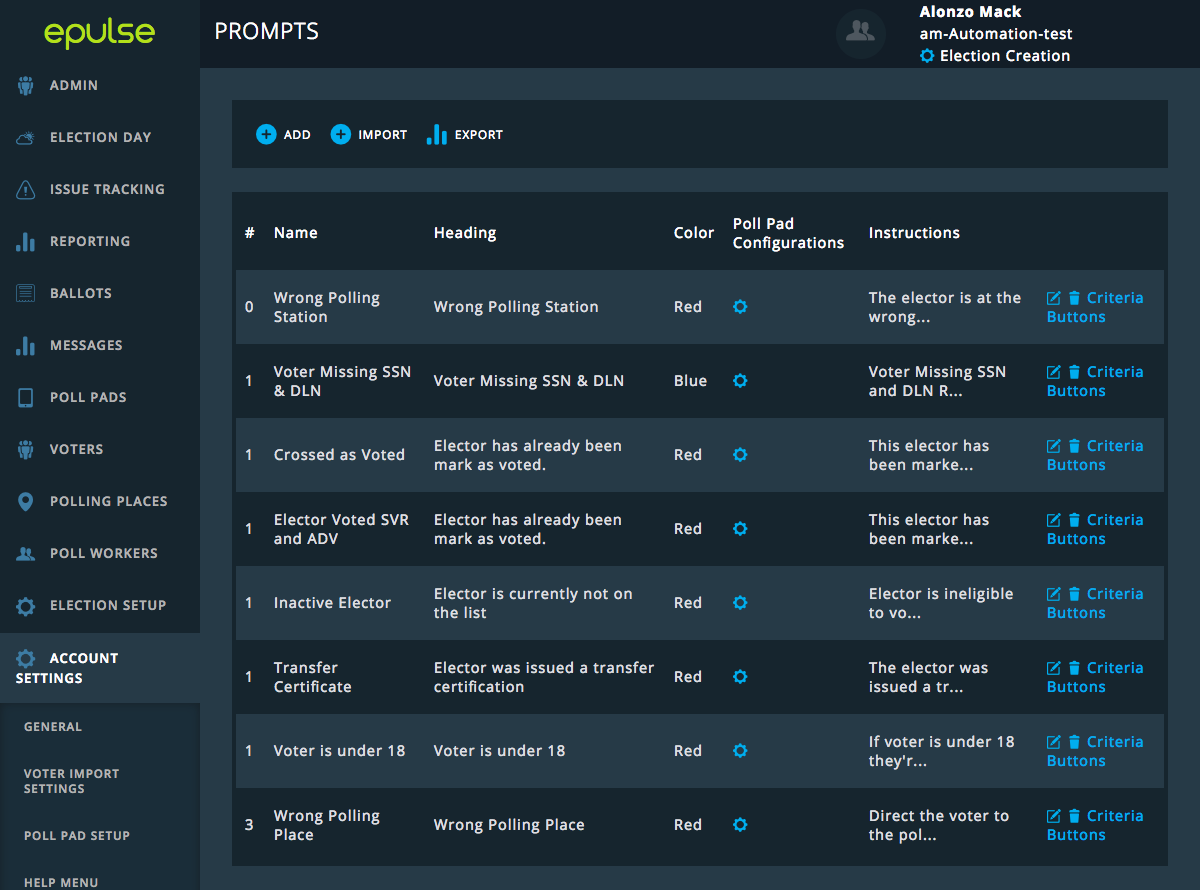 epulse
PROMPTS
Alonzo Mack
am-Automation-test
Election Creation
ADMIN
ELECTION DAY
ISSUE TRACKING
REPORTING
BALLOTS
MESSAGES
POLL PADS
VOTERS
POLLING PLACES
POLL WORKERS
ELECTION SETUP
ACCOUNT
SETTINGS
GENERAL
VOTER IMPORT
SETTINGS
POLL PAD SETUP
HELP MENU
ADD IMPORT EXPORT
# Name Heading Color Poll Pad Configurations Instructions
0 Wrong Polling Station Wrong Polling Station Red The elector is at the wrong... Criteria Buttons
1 Voter Missing SSN & DLN Voter Missing SSN & DLN Blue Voter Missing SSN and DLN R... Criteria Buttons
1 Crossed as Voted Elector has already been mark as voted. Red This elector has been marke... Criteria Buttons
1 Elector Voted SVR and ADV Elector has already been mark as voted. Red This elector has been marke... Criteria Buttons
1 Inactive Elector Elector is currently not on the list Red Elector is ineligible to vo... Criteria Buttons
1 Transfer Certificate Elector was issued a transfer certification Red The elector was issued a tr... Criteria Buttons
1 Voter is under 18 Voter is under 18 Red If voter is under 18 they'r... Criteria Buttons
3 Wrong Polling Place Wrong Polling Place Red Direct the voter to the pol... Criteria Buttons